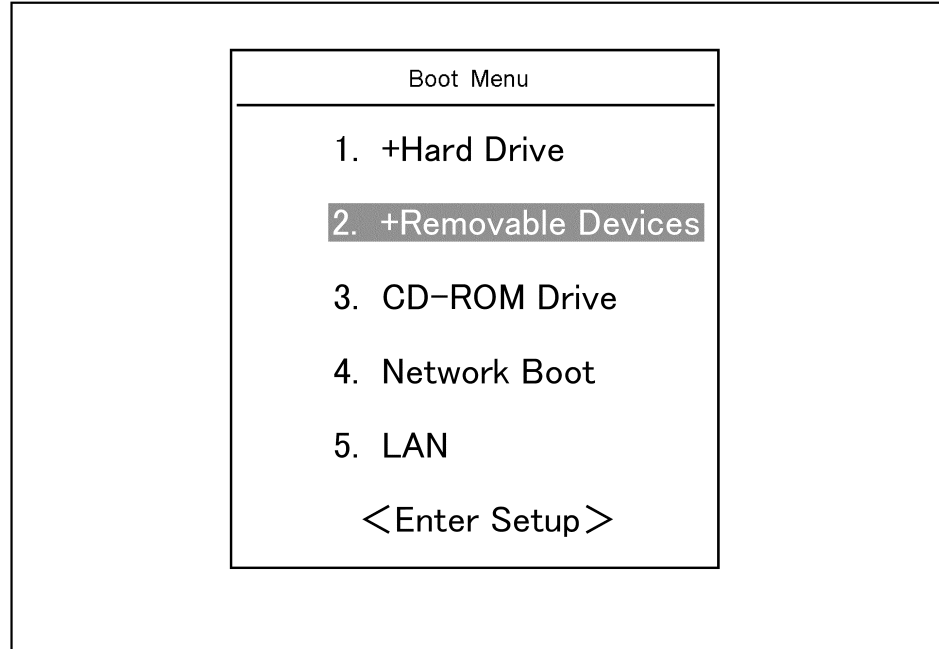 Boot Menu
1. +Hard Drive
2. +Removable Devices
3. CD-ROM Drive
4. Network Boot
5. LAN
<Enter Setup>